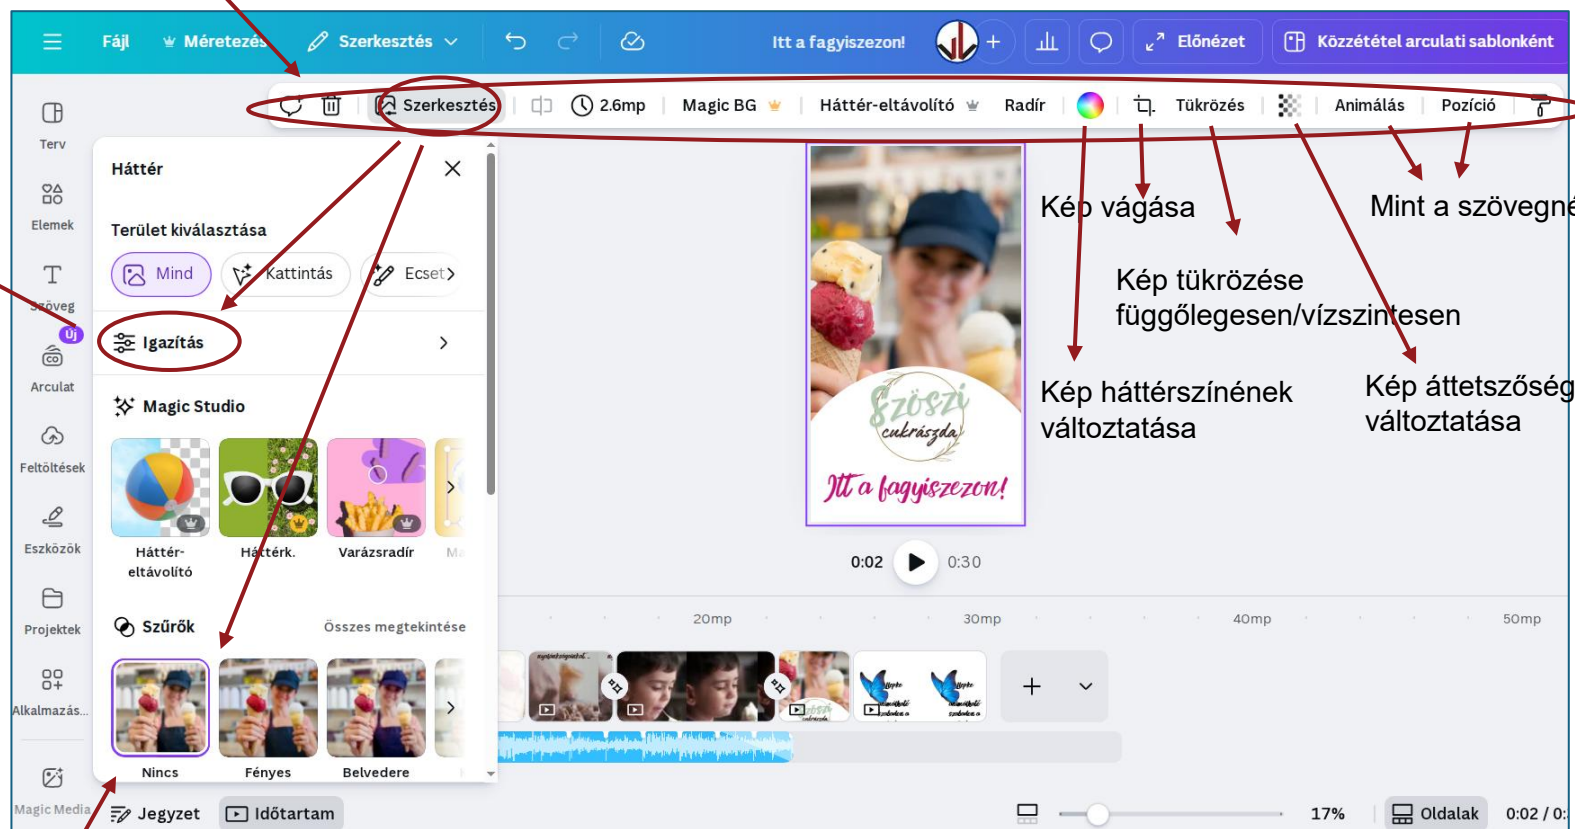 Fájl
Méretezés
Szerkesztés
Itt a fagyiszezon!
Előnézet
Közzététel arculati sablonként
Szerkesztés
2.6mp
Magic BG
Háttér-eltávolító
Radír
Tükrözés
Animálás
Pozíció
Terv
Elemek
Szöveg
Új
Arculat
Feltöltések
Eszközök
Projektek
Alkalmazás...
Magic Media
Háttér
Terület kiválasztása
Mind
Kattintás
Ecset
Igazítás
Magic Studio
Háttér-
eltávolító
Háttérk.
Varázsradír
Szűrők
Összes megtekintése
Nincs
Fényes
Belvedere
Szöszi
cukrászda
Itt a fagyiszezon!
0:02
0:30
Kép vágása
Mint a szövegné
Kép tükrözése
függőlegesen/vízszintesen
Kép háttérszínének
változtatása
Kép áttetszőség
változtatása
20mp
30mp
40mp
50mp
Jegyzet
Időtartam
17%
Oldalak
0:02 / 0: